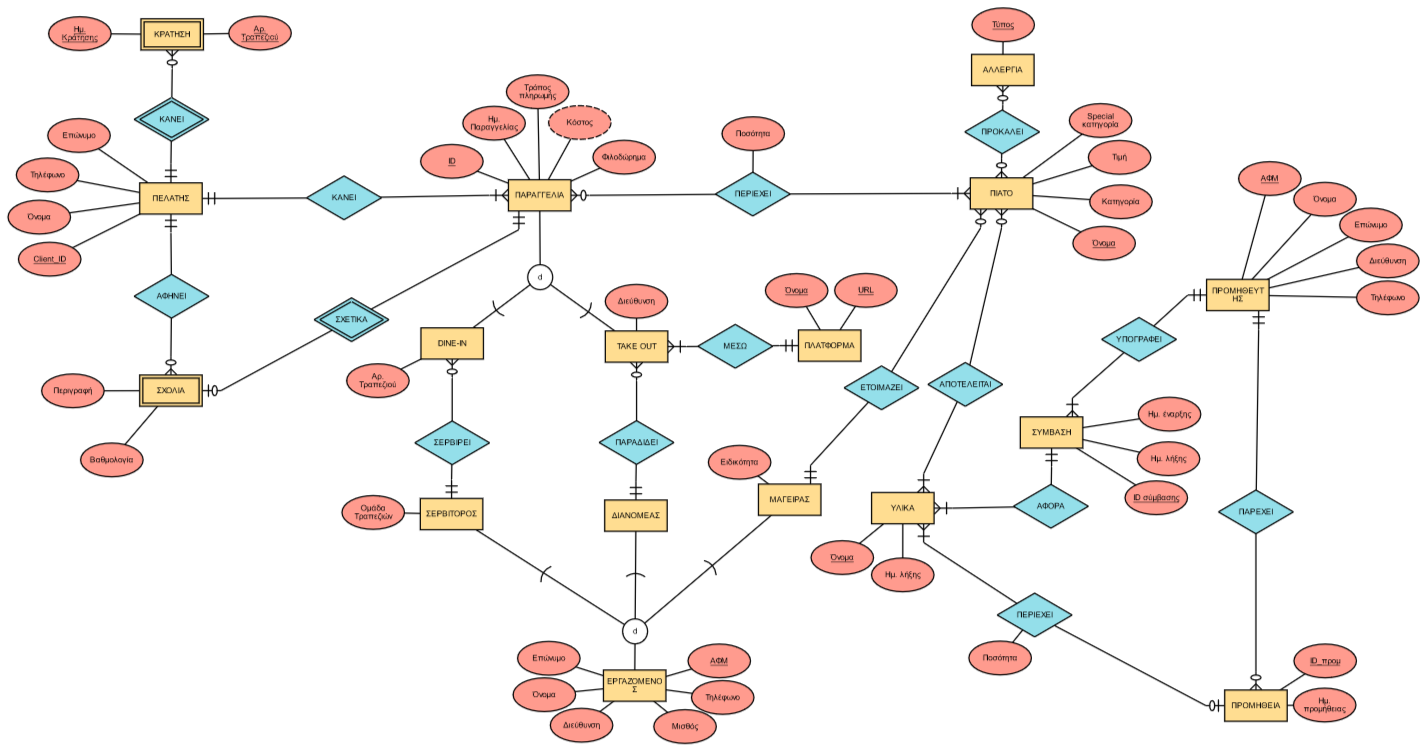 Ημ.
Κράτησης
ΚΡΑΤΗΣΗ
Αρ.
Τραπεζιού
Τύπος
ΑΛΛΕΡΓΙΑ
ΚΑΝΕΙ
Τρόπος
πληρωμής
Ημ.
Παραγγελίας
Κόστος
Ποσότητα
ΠΡΟΚΑΛΕΙ
Special
κατηγορία
Επώνυμο
ID
Φιλοδώρημα
Τιμή
Τηλέφωνο
ΠΕΛΑΤΗΣ
ΚΑΝΕΙ
ΠΑΡΑΓΓΕΛΙΑ
ΠΕΡΙΕΧΕΙ
ΠΙΑΤΟ
Κατηγορία
ΑΦΜ
Όνομα
Όνομα
Επώνυμο
Όνομα
Client_ID
Διεύθυνση
ΑΦΗΝΕΙ
d
Διεύθυνση
Όνομα
URL
ΠΡΟΜΗΘΕΥΤ
ΗΣ
Τηλέφωνο
ΣΧΕΤΙΚΑ
DINE-IN
TAKE OUT
ΜΕΣΩ
ΠΛΑΤΦΟΡΜΑ
ΥΠΟΓΡΑΦΕΙ
Αρ.
Τραπεζιού
ΕΤΟΙΜΑΖΕΙ
ΑΠΟΤΕΛΕΙΤΑΙ
Περιγραφή
ΣΧΟΛΙΑ
Ημ. έναρξης
ΣΥΜΒΑΣΗ
ΣΕΡΒΙΡΕΙ
ΠΑΡΑΔΙΔΕΙ
Βαθμολογία
Ειδικότητα
Ημ. λήξης
ID σύμβασης
ΜΑΓΕΙΡΑΣ
Ομάδα
Τραπεζιών
ΣΕΡΒΙΤΟΡΟΣ
ΔΙΑΝΟΜΕΑΣ
ΥΛΙΚΑ
ΑΦΟΡΑ
ΠΑΡΕΧΕΙ
Όνομα
Ημ. λήξης
ΠΕΡΙΕΧΕΙ
d
Επώνυμο
ΑΦΜ
Ποσότητα
ID_προμ
ΕΡΓΑΖΟΜΕΝΟ
Σ
Όνομα
Τηλέφωνο
Διεύθυνση
Μισθός
ΠΡΟΜΗΘΕΙΑ
Ημ.
προμήθειας